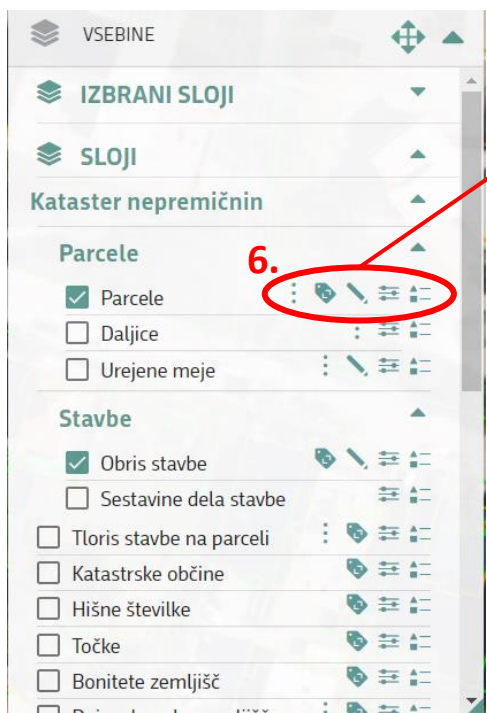 VSEBINE
IZBRANI SLOJI
SLOJI
Kataster nepremičnin
Parcele
6.
Parcele
Daljice
Urejene meje
Stavbe
Obris stavbe
Sestavine dela stavbe
Tloris stavbe na parceli
Katastrske občine
Hišne številke
Točke
Bonitete zemljišč